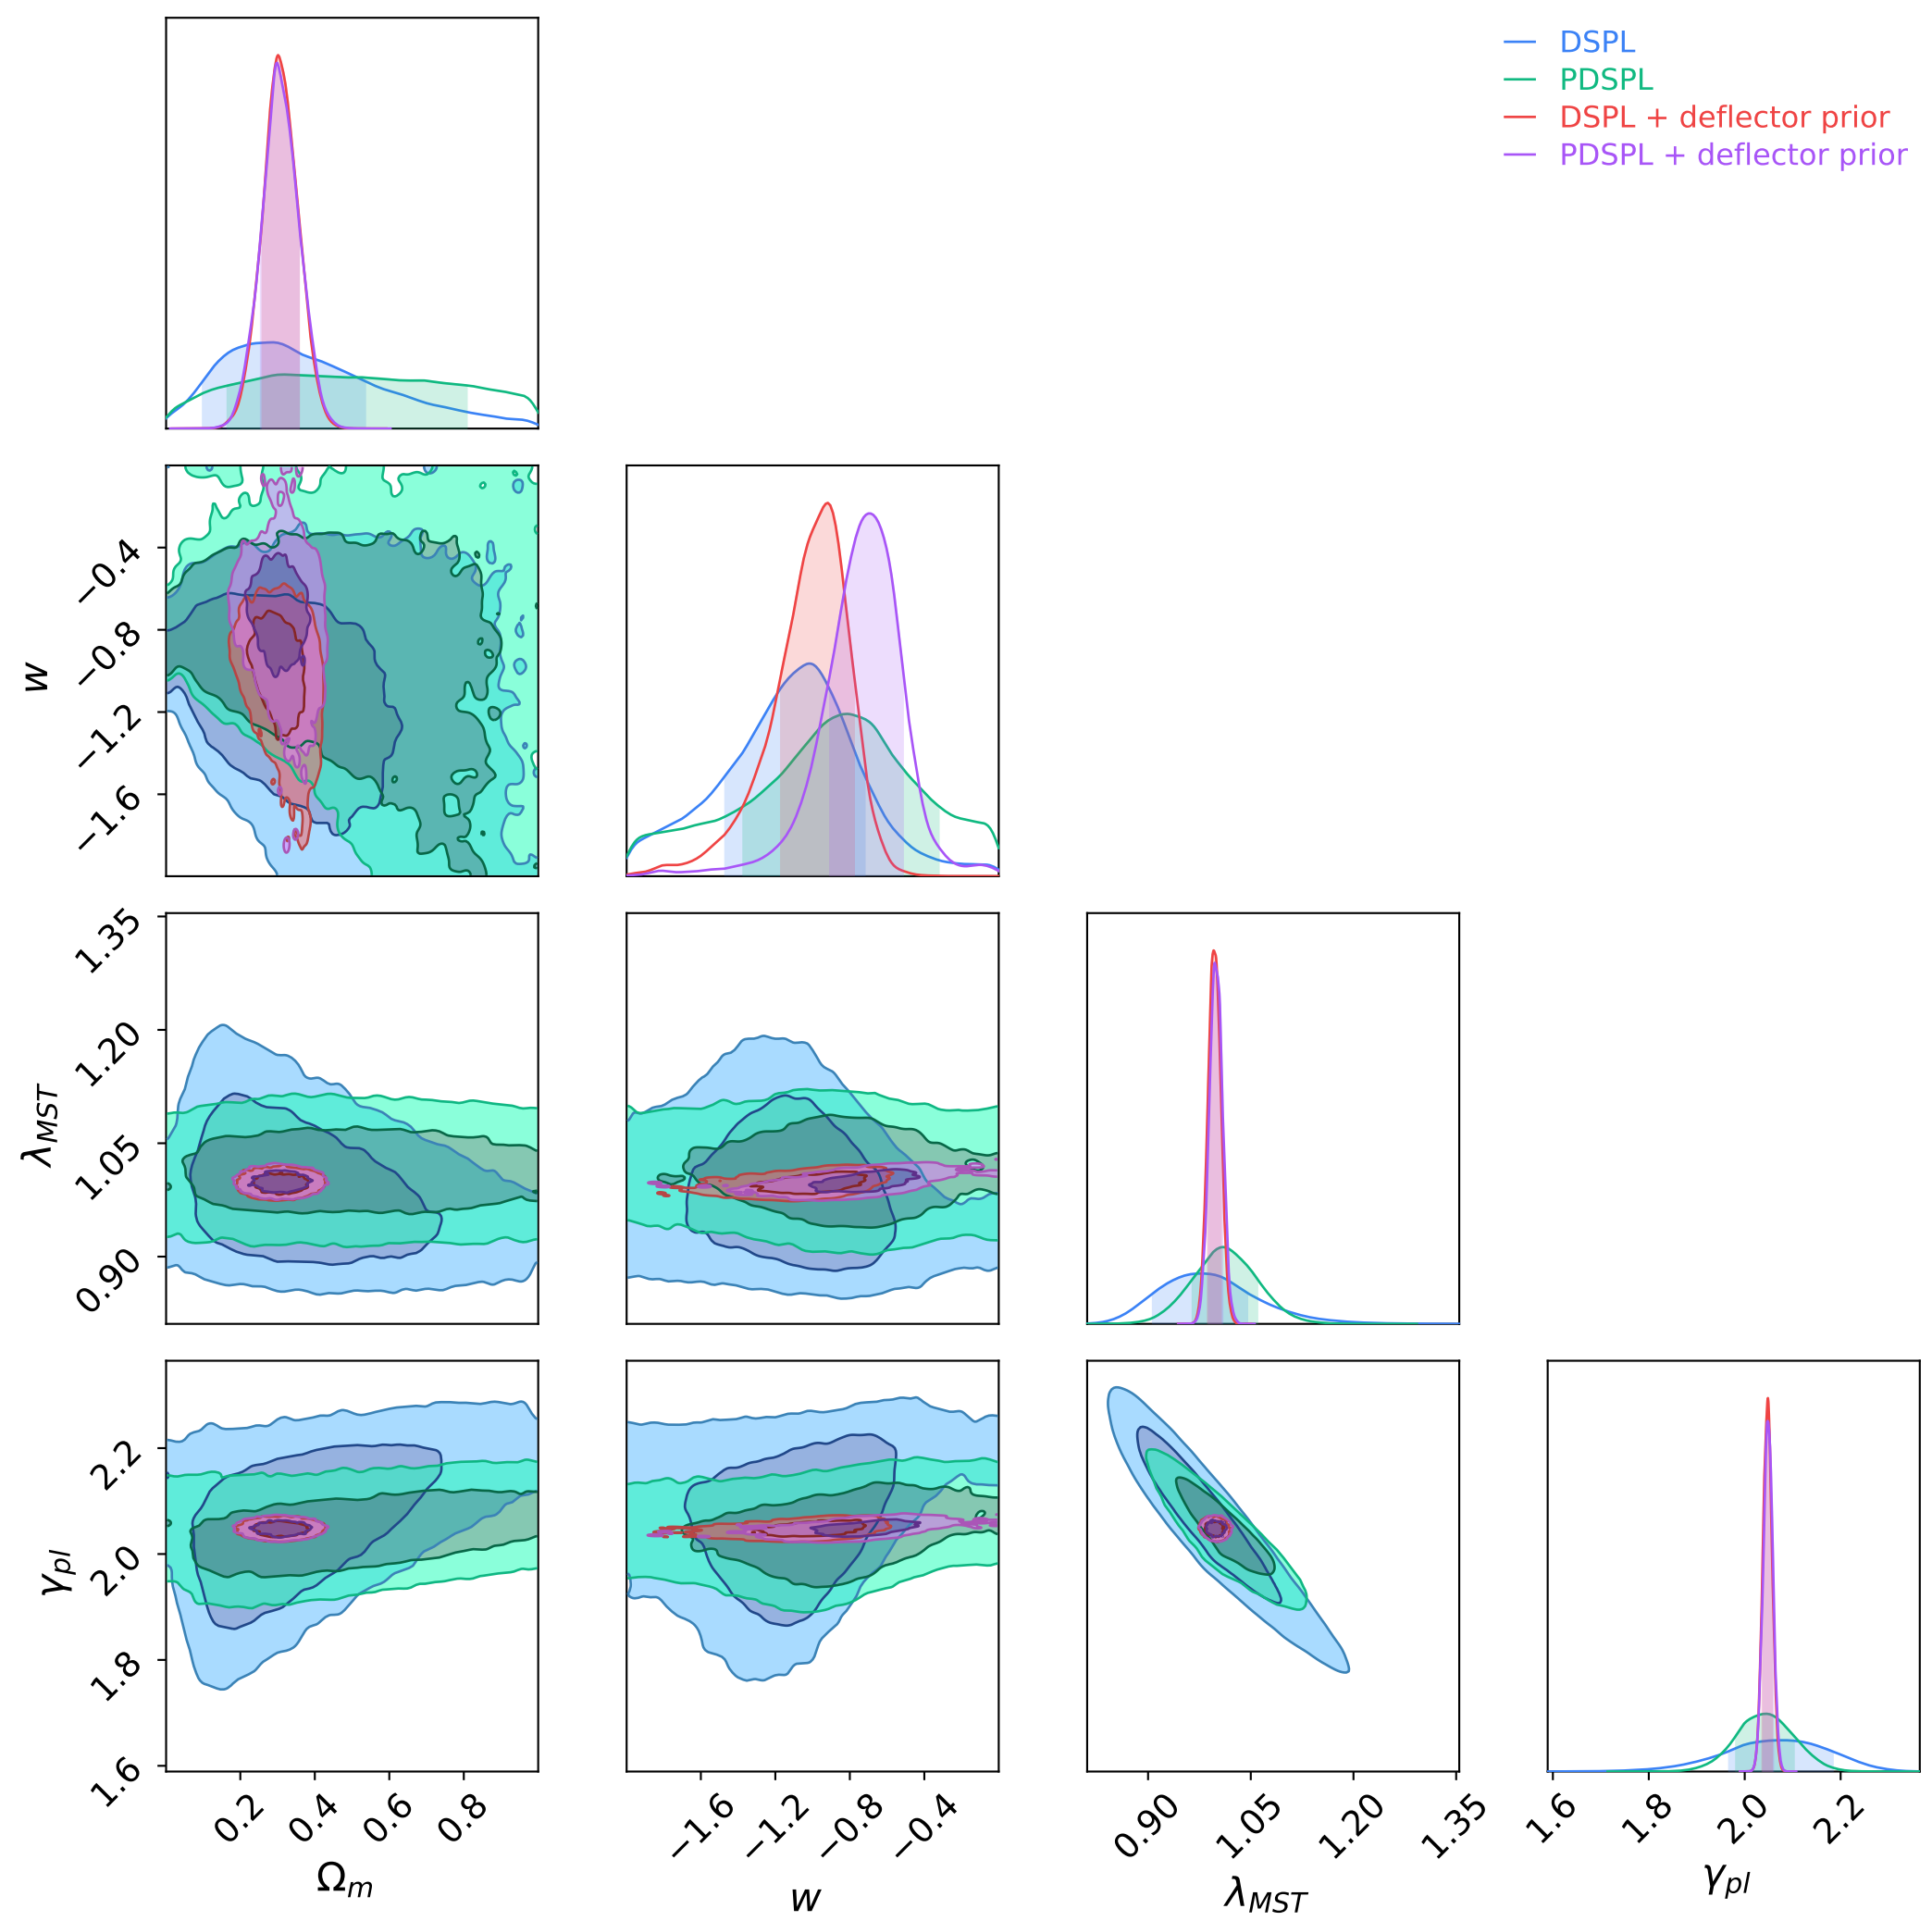 DSPL
PDSPL
DSPL + deflector prior
PDSPL + deflector prior
w
−0.4
−0.8
−1.2
−1.6
λ_MST
1.35
1.20
1.05
0.90
γ_pl
2.2
2.0
1.8
1.6
0.2 0.4 0.6 0.8
−1.6 −1.2 −0.8 −0.4
0.90 1.05 1.20 1.35
1.6 1.8 2.0 2.2
Ω_m
w
λ_MST
γ_pl